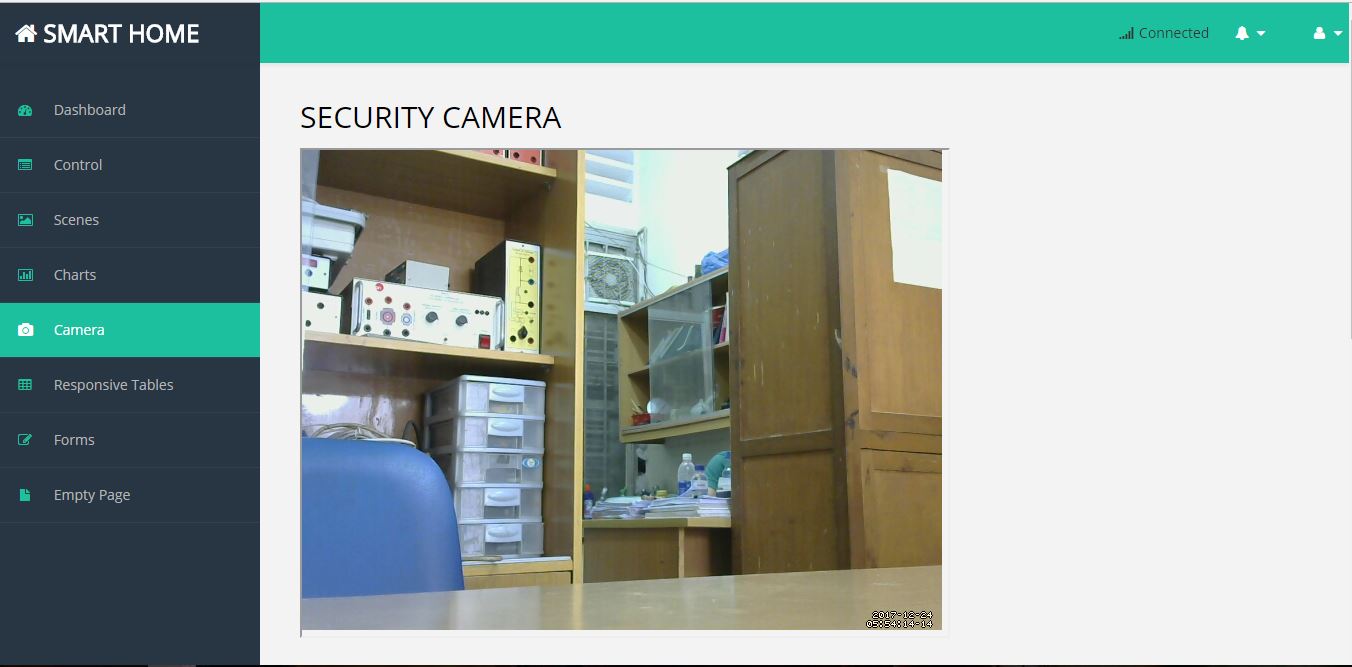 SMART HOME
Connected
Dashboard
Control
Scenes
Charts
Camera
Responsive Tables
Forms
Empty Page
SECURITY CAMERA
2017-12-24
05:54:14-14